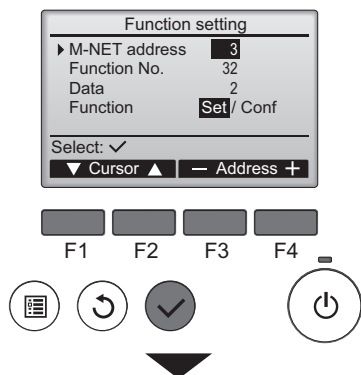 Function setting
M-NET address 3
Function No. 32
Data 2
Function Set / Conf
Select: ✓
▼ Cursor ▲ − Address +
F1 F2 F3 F4